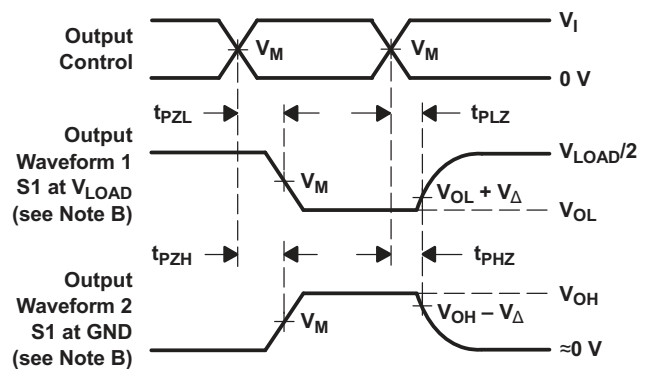 Output
Control
V_M
V_M
V_I
0 V
t_PZL
t_PLZ
Output
Waveform 1
S1 at V_LOAD
(see Note B)
V_M
V_LOAD/2
V_OL + V_Δ
V_OL
t_PZH
t_PHZ
Output
Waveform 2
S1 at GND
(see Note B)
V_M
V_OH
V_OH − V_Δ
≈0 V